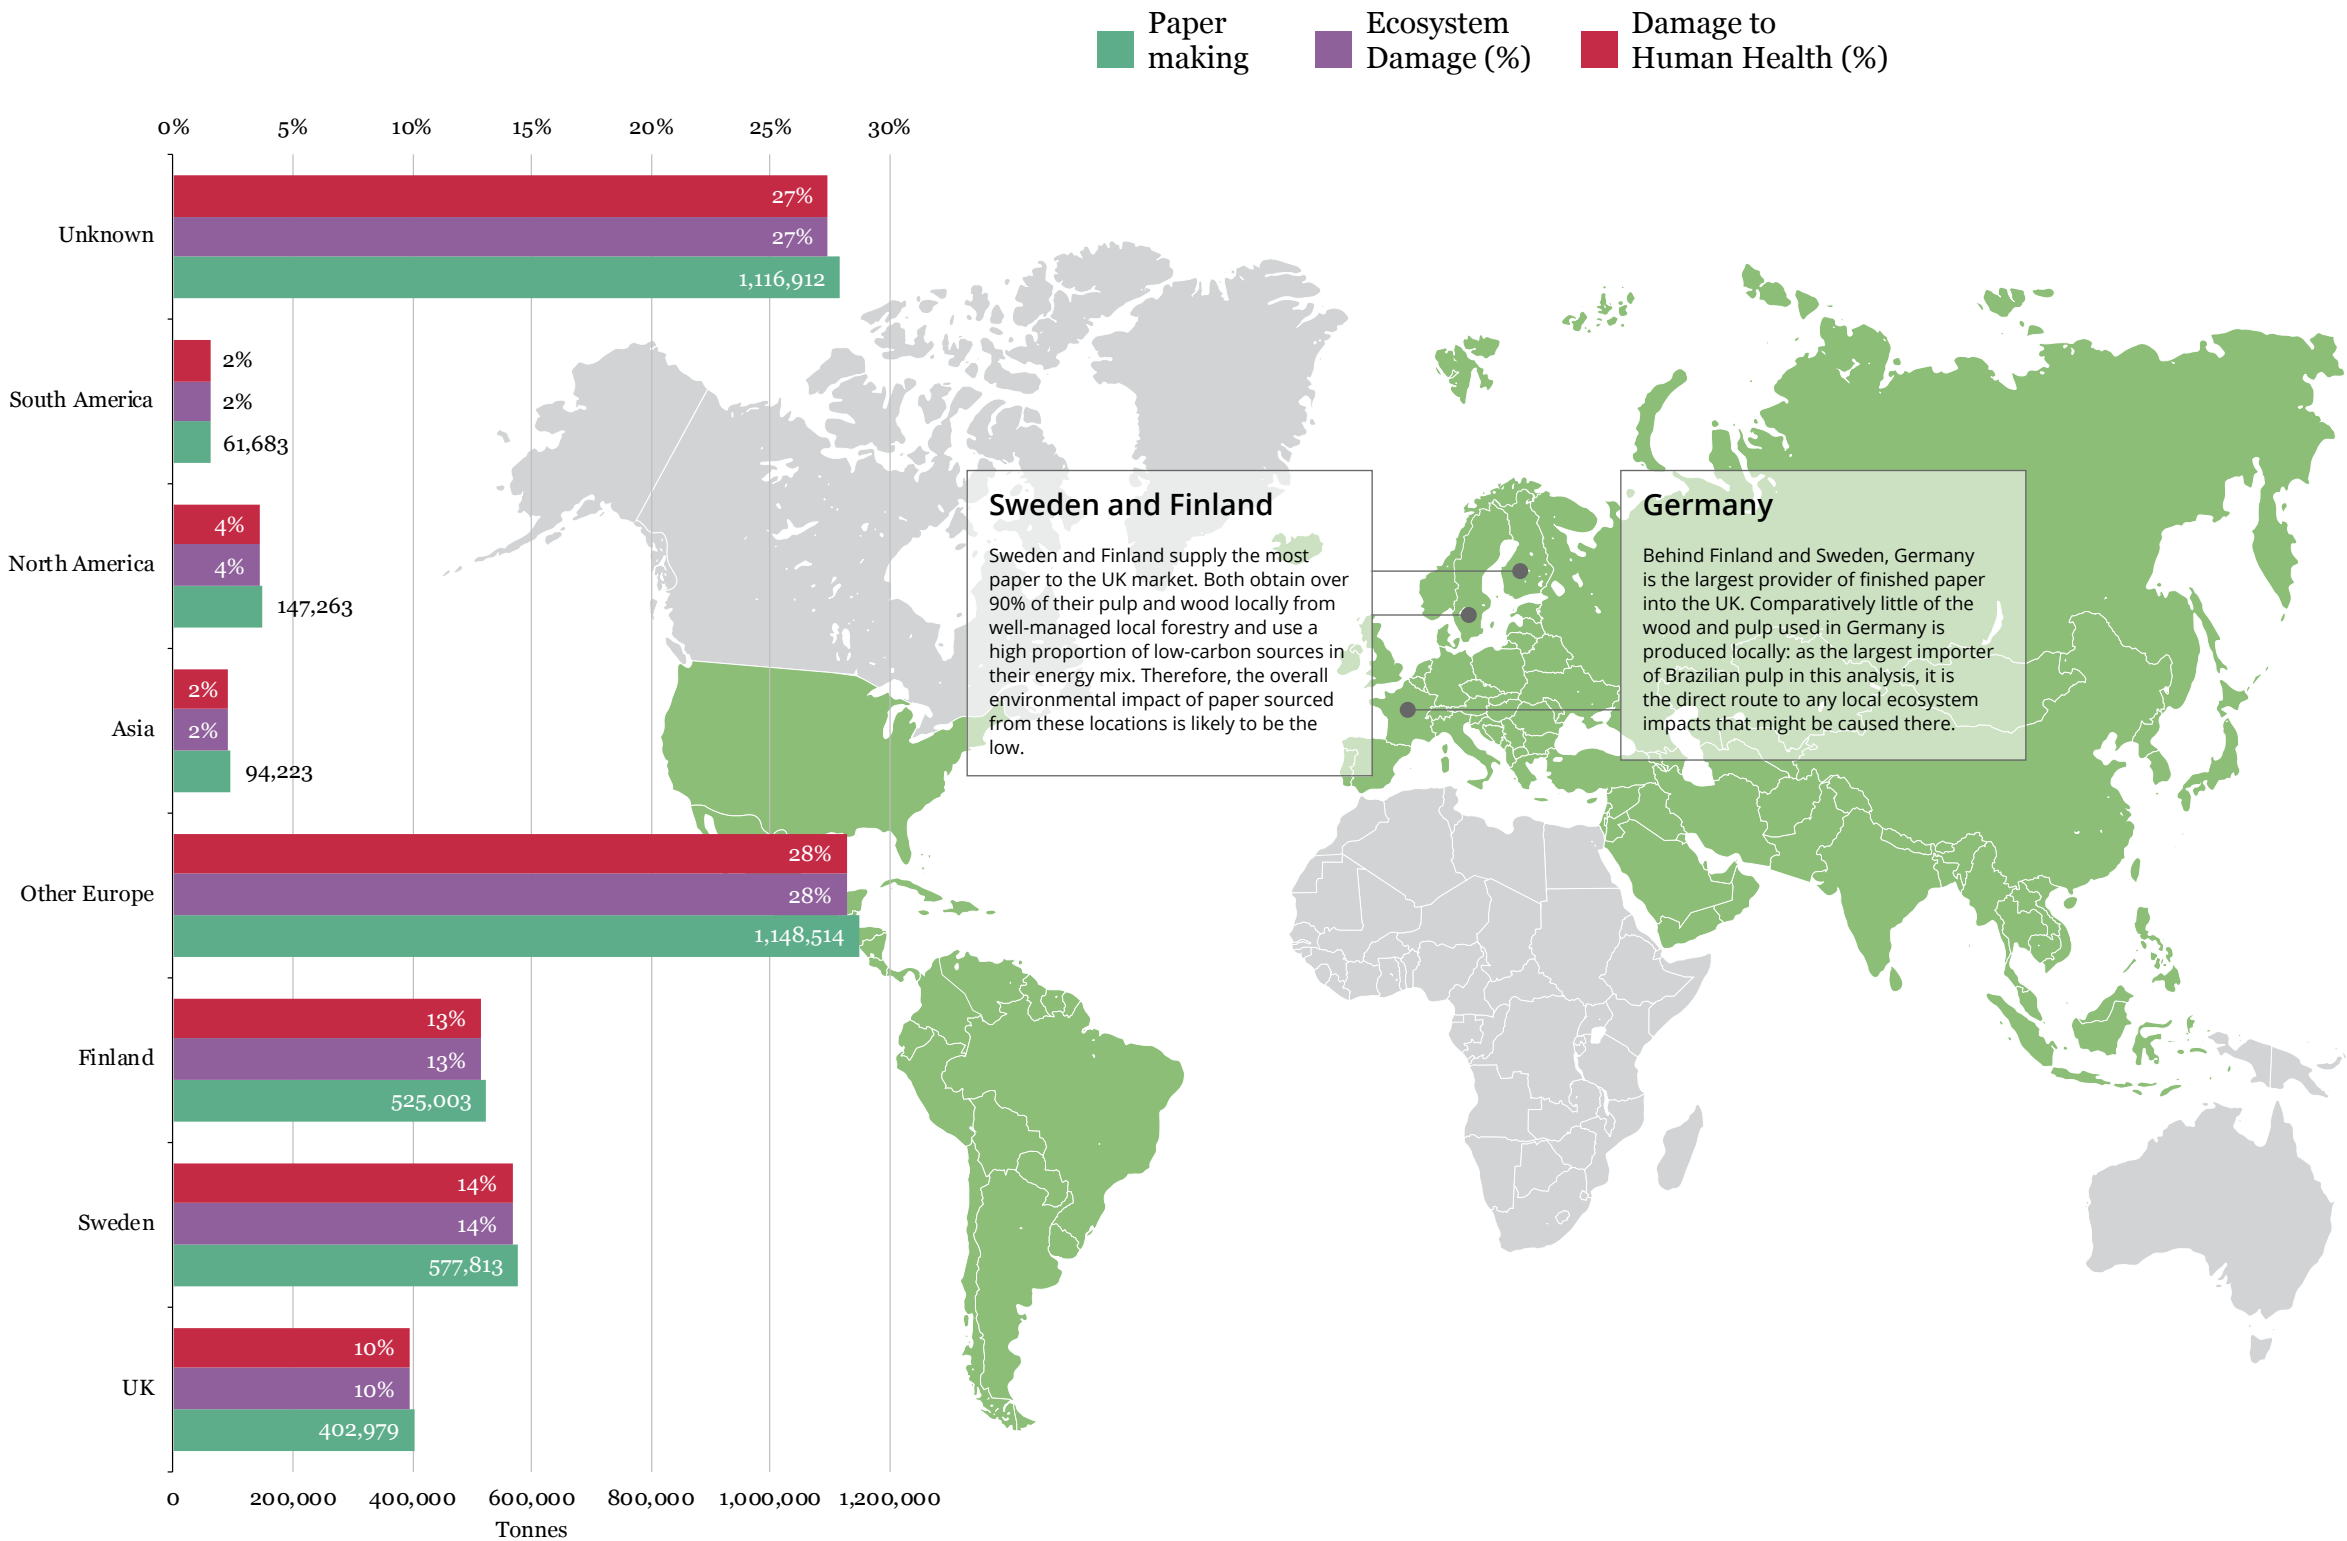 Paper
making
Ecosystem
Damage (%)
Damage to
Human Health (%)
0% 5% 10% 15% 20% 25% 30%
Unknown
27%
27%
1,116,912
South America
2%
2%
61,683
North America
4%
4%
147,263
Asia
2%
2%
94,223
Other Europe
28%
28%
1,148,514
Finland
13%
13%
525,003
Sweden
14%
14%
577,813
UK
10%
10%
402,979
0 200,000 400,000 600,000 800,000 1,000,000 1,200,000
Tonnes
Sweden and Finland
Sweden and Finland supply the most
paper to the UK market. Both obtain over
90% of their pulp and wood locally from
well-managed local forestry and use a
high proportion of low-carbon sources in
their energy mix. Therefore, the overall
environmental impact of paper sourced
from these locations is likely to be the
low.
Germany
Behind Finland and Sweden, Germany
is the largest provider of finished paper
into the UK. Comparatively little of the
wood and pulp used in Germany is
produced locally: as the largest importer
of Brazilian pulp in this analysis, it is
the direct route to any local ecosystem
impacts that might be caused there.